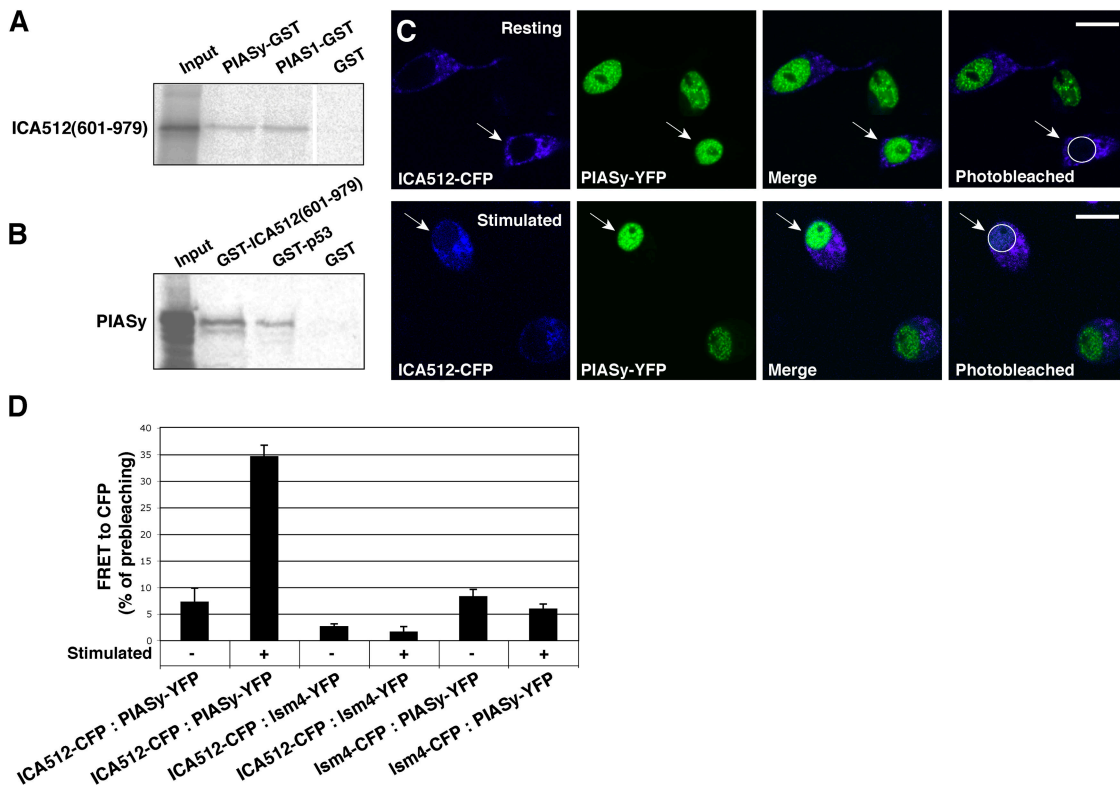 A
Input
PIASy-GST
PIAS1-GST
GST
ICA512(601-979)
B
Input
GST-ICA512(601-979)
GST-p53
GST
PIASy
C
Resting
ICA512-CFP
PIASy-YFP
Merge
Photobleached
Stimulated
ICA512-CFP
PIASy-YFP
Merge
Photobleached
D
FRET to CFP
(% of prebleaching)
40
35
30
25
20
15
10
5
0
Stimulated - + - + - +
ICA512-CFP : PIASy-YFP
ICA512-CFP : PIASy-YFP
ICA512-CFP : lsm4-YFP
ICA512-CFP : lsm4-YFP
lsm4-CFP : PIASy-YFP
lsm4-CFP : PIASy-YFP